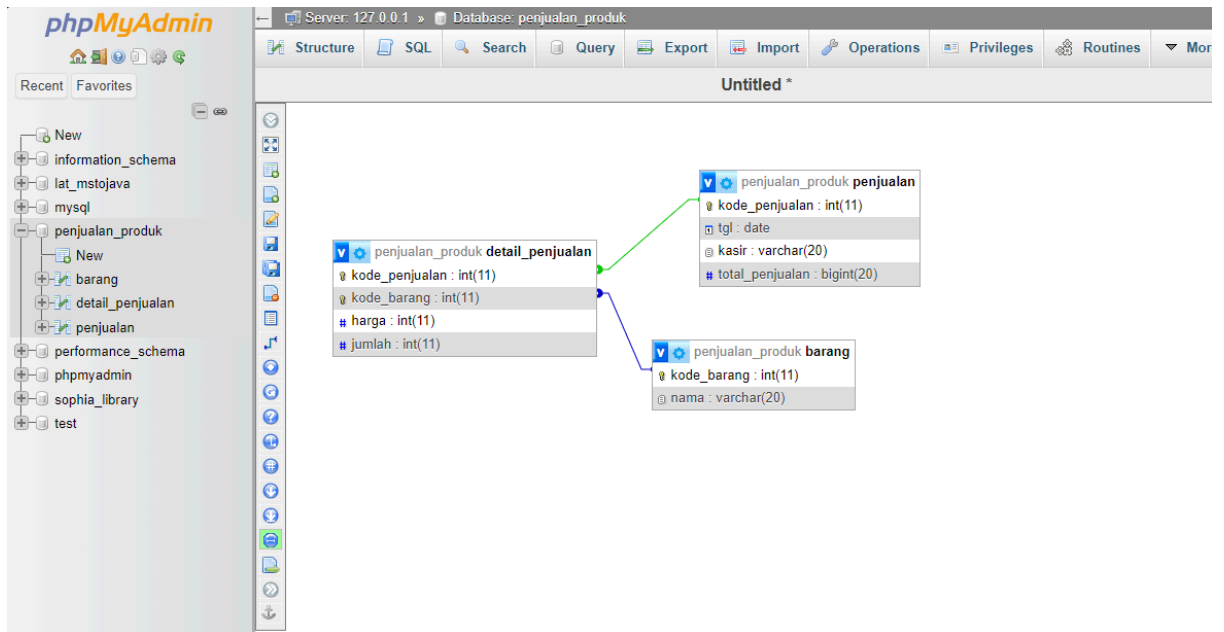 phpMyAdmin
Recent Favorites
New
information_schema
lat_mstojava
mysql
penjualan_produk
New
barang
detail_penjualan
penjualan
performance_schema
phpmyadmin
sophia_library
test
Server: 127.0.0.1 » Database: penjualan_produk
Structure SQL Search Query Export Import Operations Privileges Routines Mor
Untitled *
v penjualan_produk penjualan
kode_penjualan : int(11)
tgl : date
kasir : varchar(20)
# total_penjualan : bigint(20)
v penjualan_produk detail_penjualan
kode_penjualan : int(11)
kode_barang : int(11)
# harga : int(11)
# jumlah : int(11)
v penjualan_produk barang
kode_barang : int(11)
nama : varchar(20)